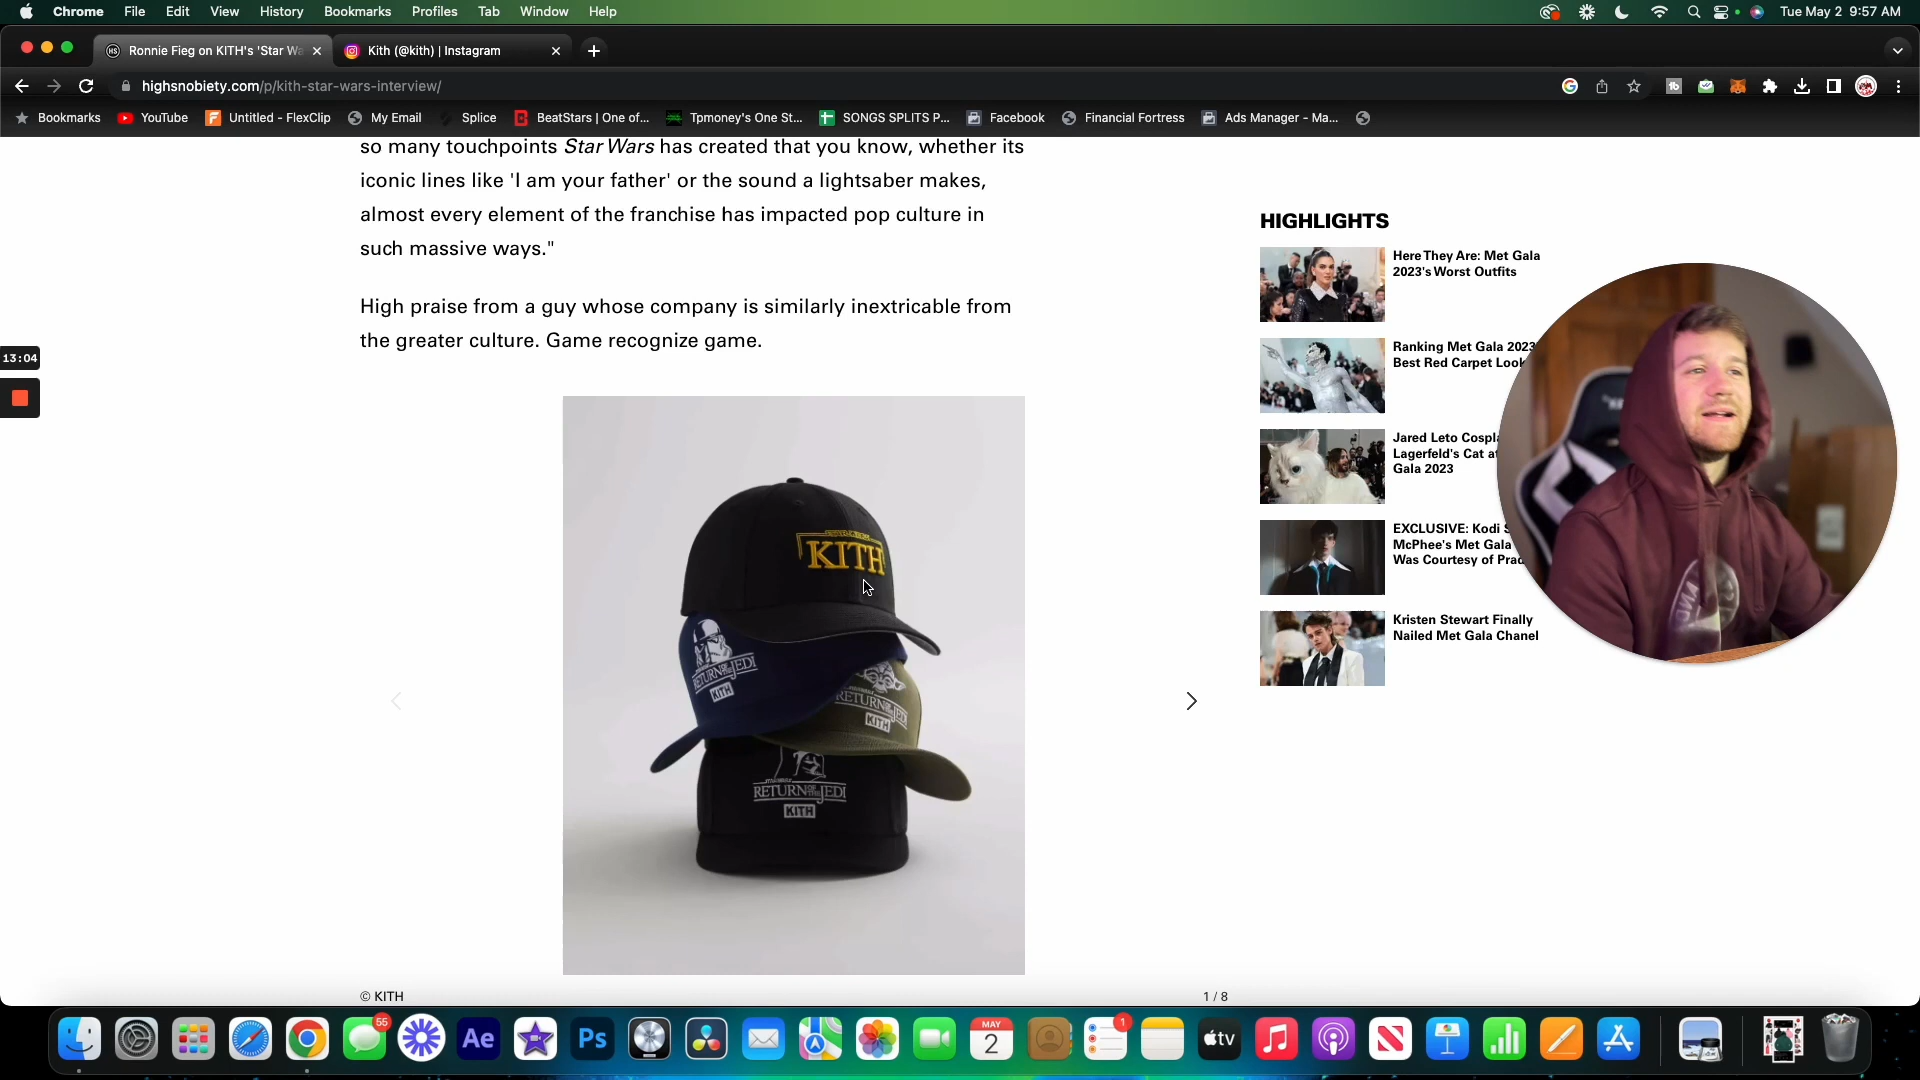 Chrome File Edit View History Bookmarks Profiles Tab Window Help
Tue May 2 9:57 AM
Ronnie Fieg on KITH's 'Star Wa
Kith (@kith) | Instagram
highsnobiety.com/p/kith-star-wars-interview/
Bookmarks YouTube Untitled - FlexClip My Email Splice BeatStars | One of... Tpmoney's One St... SONGS SPLITS P... Facebook Financial Fortress Ads Manager - Ma...
so many touchpoints Star Wars has created that you know, whether its
iconic lines like 'I am your father' or the sound a lightsaber makes,
almost every element of the franchise has impacted pop culture in
such massive ways."
High praise from a guy whose company is similarly inextricable from
the greater culture. Game recognize game.
13:04
KITH
RETURN OF THE JEDI
KITH
RETURN OF THE JEDI
KITH
RETURN OF THE JEDI
KITH
© KITH
1 / 8
HIGHLIGHTS
Here They Are: Met Gala
2023's Worst Outfits
Ranking Met Gala 2023
Best Red Carpet Look
Jared Leto Cospl
Lagerfeld's Cat at
Gala 2023
EXCLUSIVE: Kodi S
McPhee's Met Gala
Was Courtesy of Prad
Kristen Stewart Finally
Nailed Met Gala Chanel
55
Ae
Ps
MAY
2
1
tv